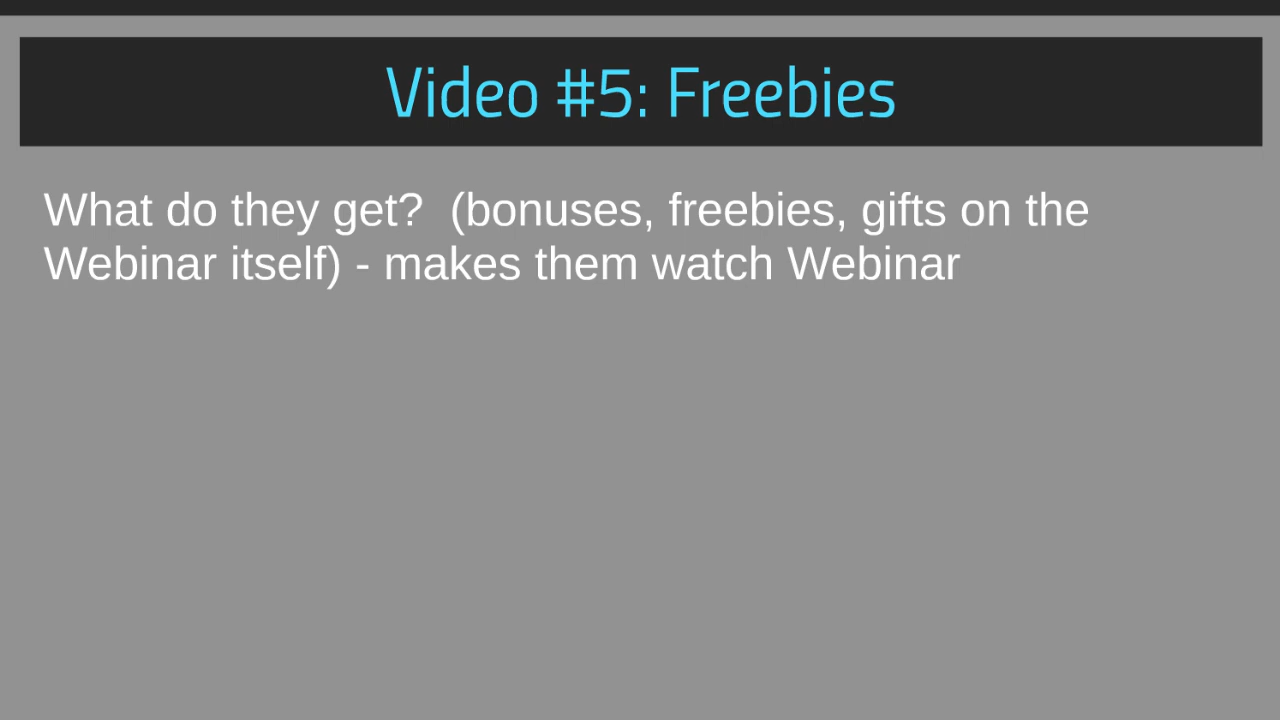 Video #5: Freebies
What do they get?  (bonuses, freebies, gifts on the
Webinar itself) - makes them watch Webinar